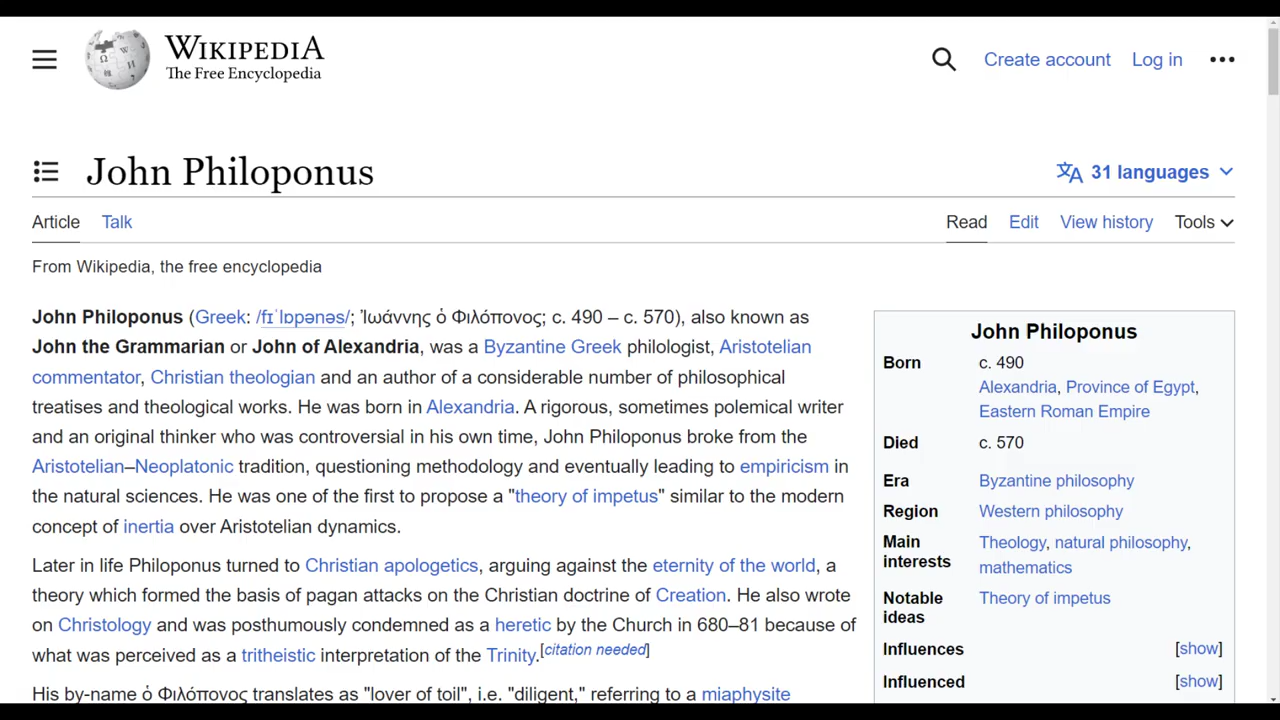 WIKIPEDIA
The Free Encyclopedia
Create account
Log in
John Philoponus
31 languages
Article
Talk
Read
Edit
View history
Tools
From Wikipedia, the free encyclopedia
John Philoponus (Greek: /fɪˈlɒpənəs/; Ἰωάννης ὁ Φιλόπονος; c. 490 – c. 570), also known as
John the Grammarian or John of Alexandria, was a Byzantine Greek philologist, Aristotelian
commentator, Christian theologian and an author of a considerable number of philosophical
treatises and theological works. He was born in Alexandria. A rigorous, sometimes polemical writer
and an original thinker who was controversial in his own time, John Philoponus broke from the
Aristotelian–Neoplatonic tradition, questioning methodology and eventually leading to empiricism in
the natural sciences. He was one of the first to propose a "theory of impetus" similar to the modern
concept of inertia over Aristotelian dynamics.
Later in life Philoponus turned to Christian apologetics, arguing against the eternity of the world, a
theory which formed the basis of pagan attacks on the Christian doctrine of Creation. He also wrote
on Christology and was posthumously condemned as a heretic by the Church in 680–81 because of
what was perceived as a tritheistic interpretation of the Trinity.[citation needed]
His by-name ὁ Φιλόπονος translates as "lover of toil", i.e. "diligent," referring to a miaphysite
John Philoponus
Born c. 490
Alexandria, Province of Egypt,
Eastern Roman Empire
Died c. 570
Era Byzantine philosophy
Region Western philosophy
Main interests Theology, natural philosophy,
mathematics
Notable ideas Theory of impetus
Influences [show]
Influenced [show]